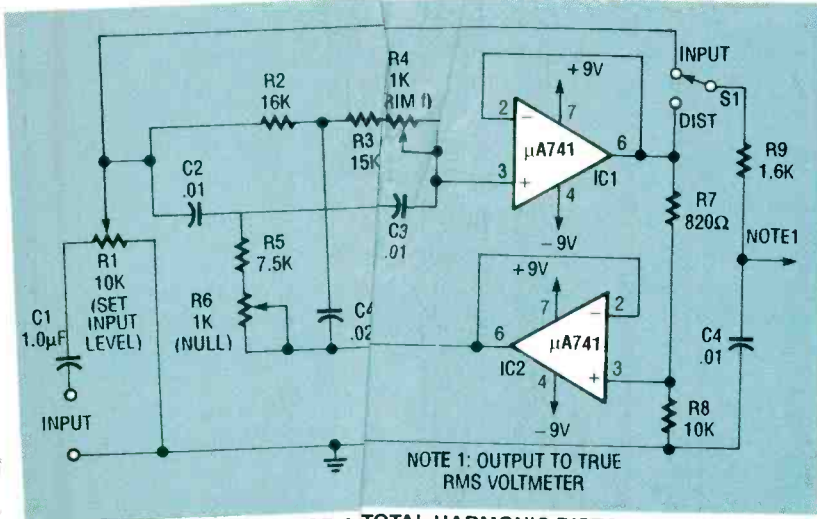 R2
16K
R4
1K
RIM f)
R3
15K
C2
.01
C3
.01
R5
7.5K
R6
1K
(NULL)
C4
.02
R1
10K
(SET
INPUT
LEVEL)
C1
1.0µF
INPUT
+9V
2
−
7
µA741
6
3
+
4
IC1
−9V
INPUT
S1
DIST
R9
1.6K
R7
820Ω
NOTE1
+9V
7
2
−
6
µA741
3
+
IC2
4
−9V
C4
.01
R8
10K
NOTE 1: OUTPUT TO TRUE
RMS VOLTMETER
TOTAL HARMONIC